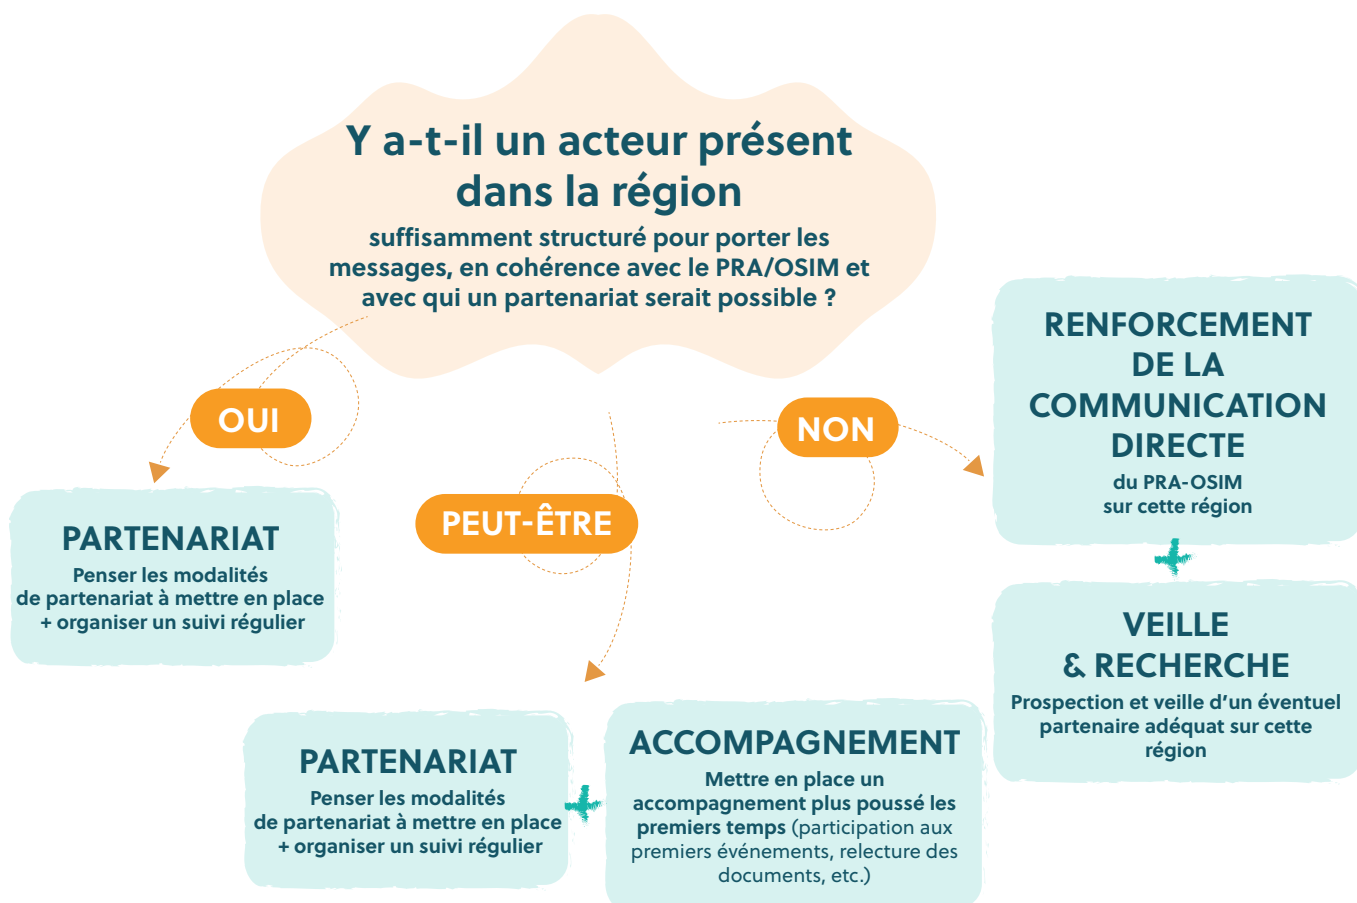 Y a-t-il un acteur présent
dans la région
suffisamment structuré pour porter les
messages, en cohérence avec le PRA/OSIM et
avec qui un partenariat serait possible ?
OUI
PARTENARIAT
Penser les modalités
de partenariat à mettre en place
+ organiser un suivi régulier
PEUT-ÊTRE
PARTENARIAT
Penser les modalités
de partenariat à mettre en place
+ organiser un suivi régulier
+
ACCOMPAGNEMENT
Mettre en place un
accompagnement plus poussé les
premiers temps (participation aux
premiers événements, relecture des
documents, etc.)
NON
RENFORCEMENT
DE LA
COMMUNICATION
DIRECTE
du PRA-OSIM
sur cette région
+
VEILLE
& RECHERCHE
Prospection et veille d’un éventuel
partenaire adéquat sur cette
région